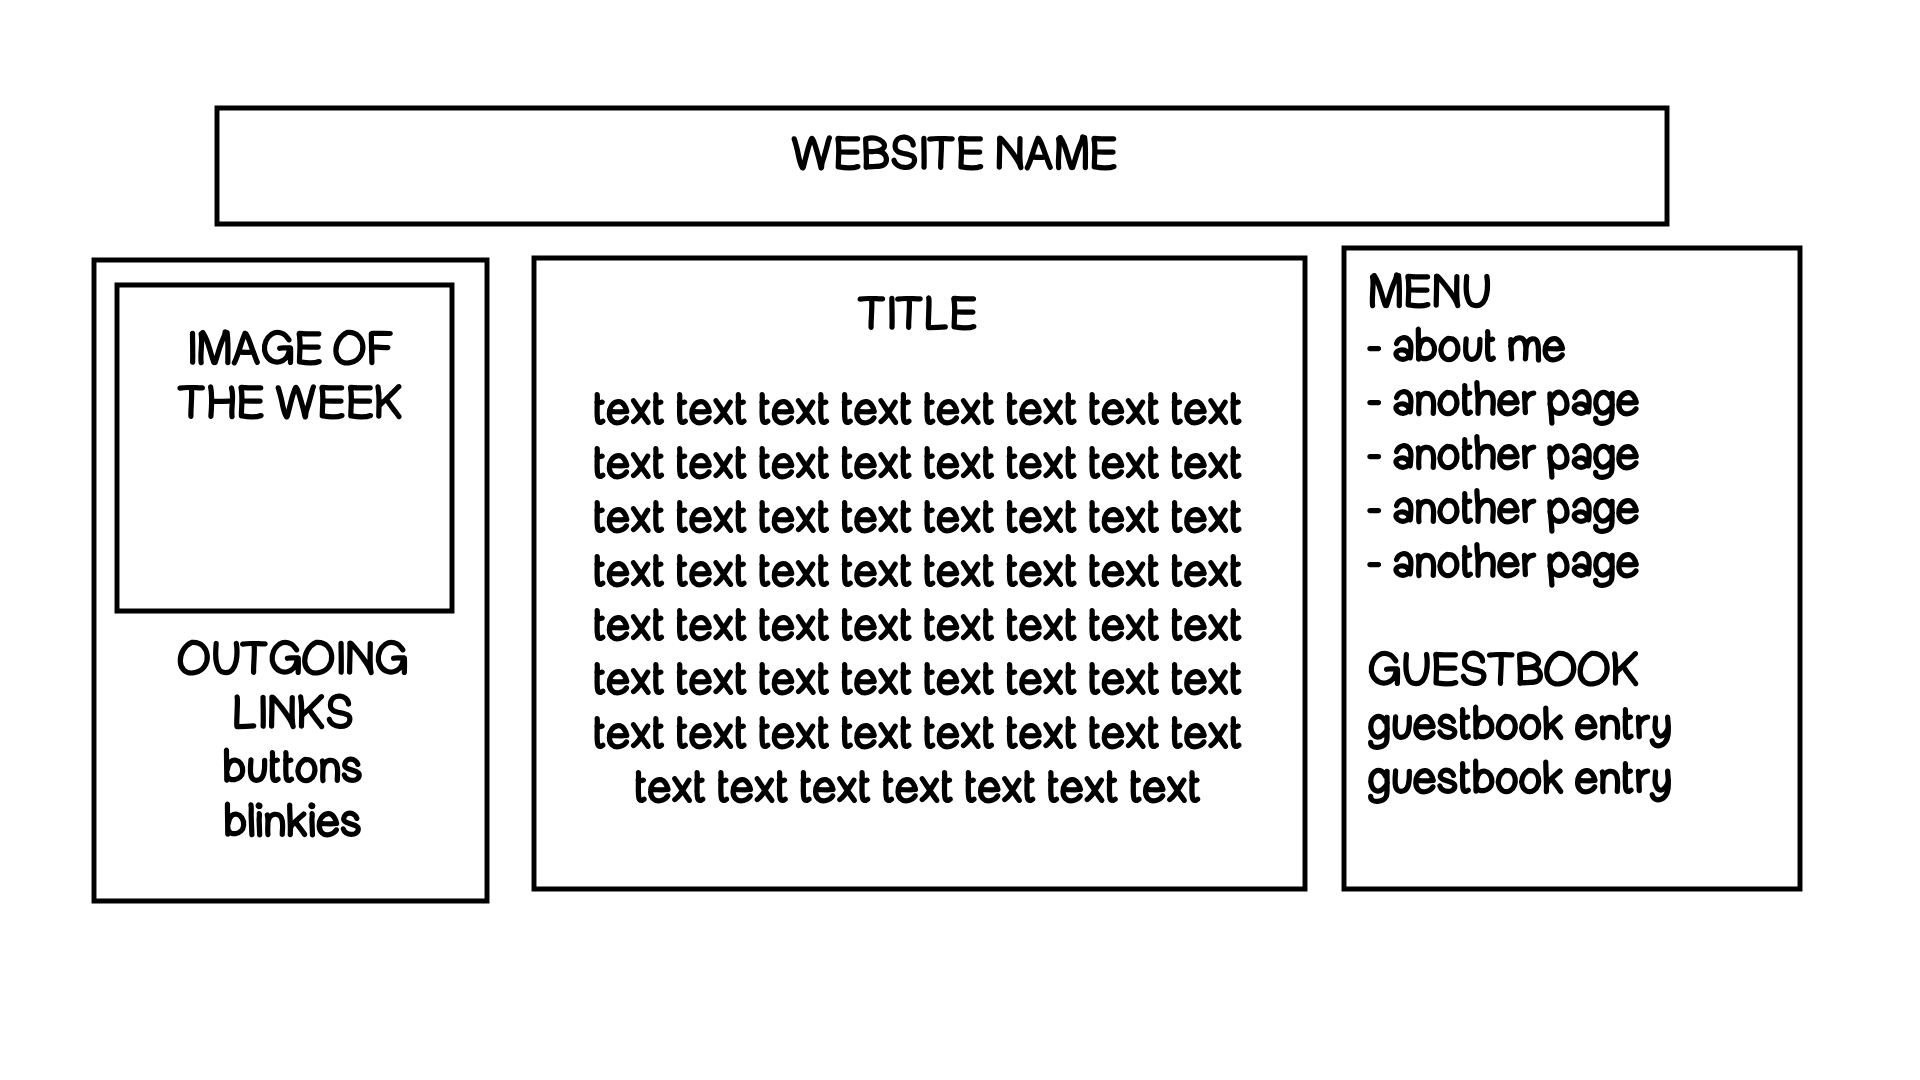 WEBSITE NAME
IMAGE OF
THE WEEK
OUTGOING
LINKS
buttons
blinkies
TITLE
text text text text text text text text
text text text text text text text text
text text text text text text text text
text text text text text text text text
text text text text text text text text
text text text text text text text text
text text text text text text text text
text text text text text text text
MENU
- about me
- another page
- another page
- another page
- another page
GUESTBOOK
guestbook entry
guestbook entry